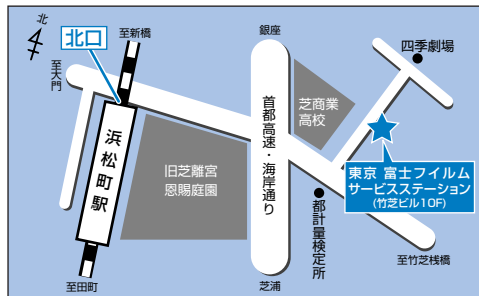 北
至新橋
銀座
北口
四季劇場
至大門
芝商業
高校
首都高速・海岸通り
浜松町駅
旧芝離宮
恩賜庭園
東京 富士フイルム
サービスステーション
(竹芝ビル10F)
都計量検定所
至竹芝桟橋
至田町
芝浦